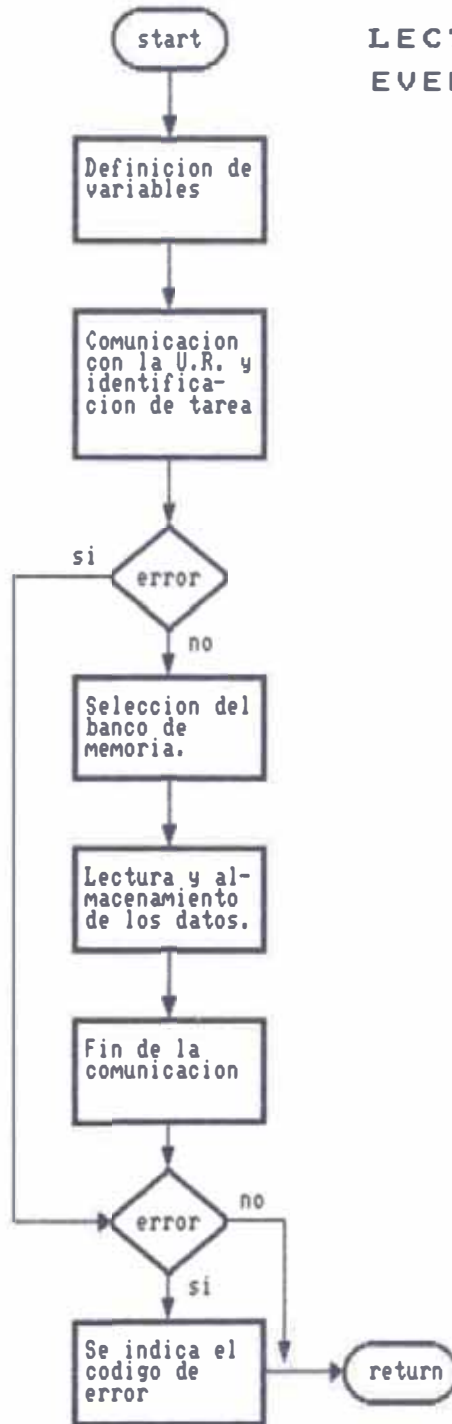 start
Definicion de
variables
Comunicacion
con la U.R. y
identifica-
cion de tarea
si
error
no
Seleccion del
banco de
memoria.
Lectura y al-
macenamiento
de los datos.
Fin de la
comunicacion
error
no
si
Se indica el
codigo de
error
return